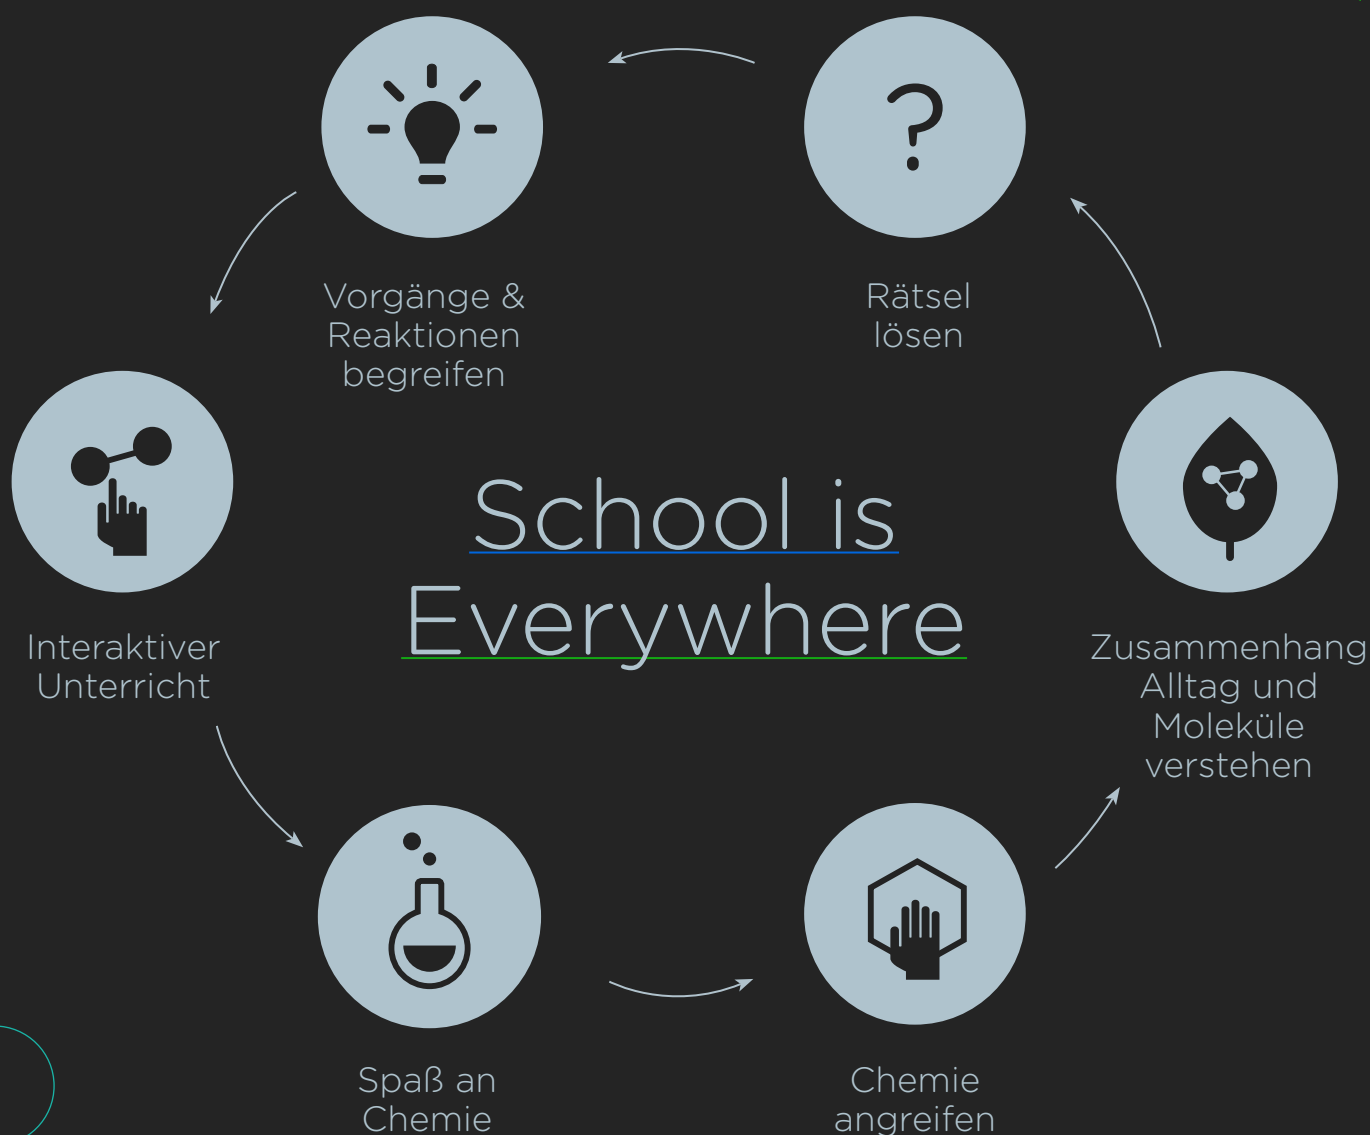 ?
Vorgänge &
Reaktionen
begreifen
Rätsel
lösen
School is
Everywhere
Interaktiver
Unterricht
Zusammenhang
Alltag und
Moleküle
verstehen
Spaß an
Chemie
Chemie
angreifen